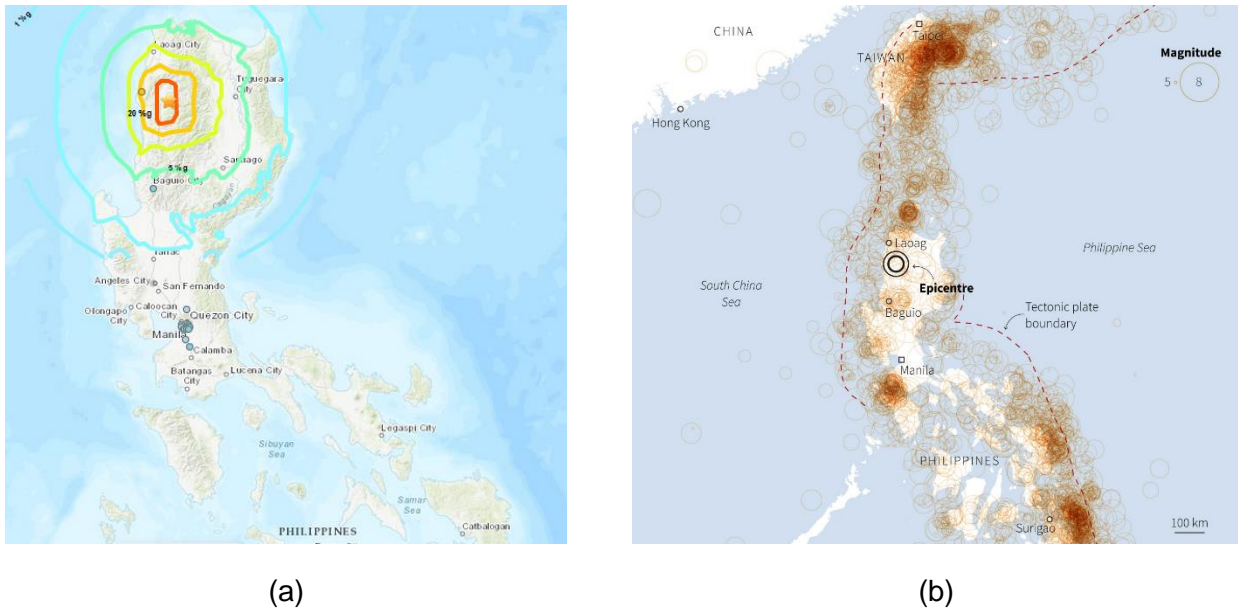 1 %g
Laoag City
Tuguegarao
20 %g
5 %g
Santiago
Baguio City
Cagayan
Tarlac
Angeles City
San Fernando
Olongapo
City
Caloocan
City
Quezon City
Manila
Calamba
Batangas
City
Lucena City
Legaspi City
Sibuyan
Sea
Samar
Sea
Catbalogan
PHILIPPINES
(a)
CHINA
Taipei
TAIWAN
Magnitude
5
8
Hong Kong
Laoag
Philippine Sea
South China
Sea
Epicentre
Baguio
Tectonic plate
boundary
Manila
PHILIPPINES
Surigao
100 km
(b)